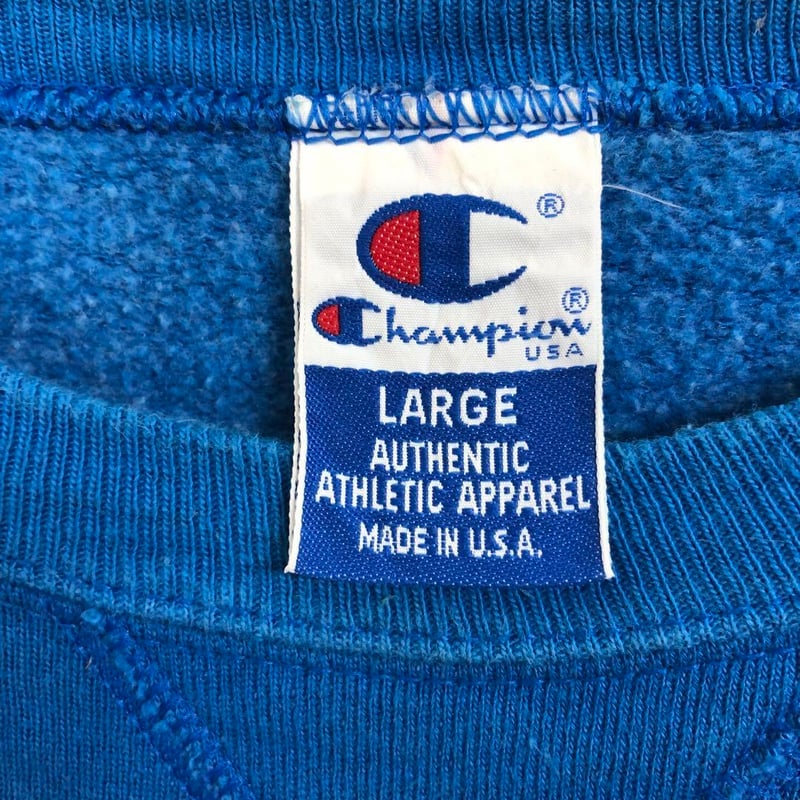 ®
Champion®
USA
LARGE
AUTHENTIC
ATHLETIC APPAREL
MADE IN U.S.A.